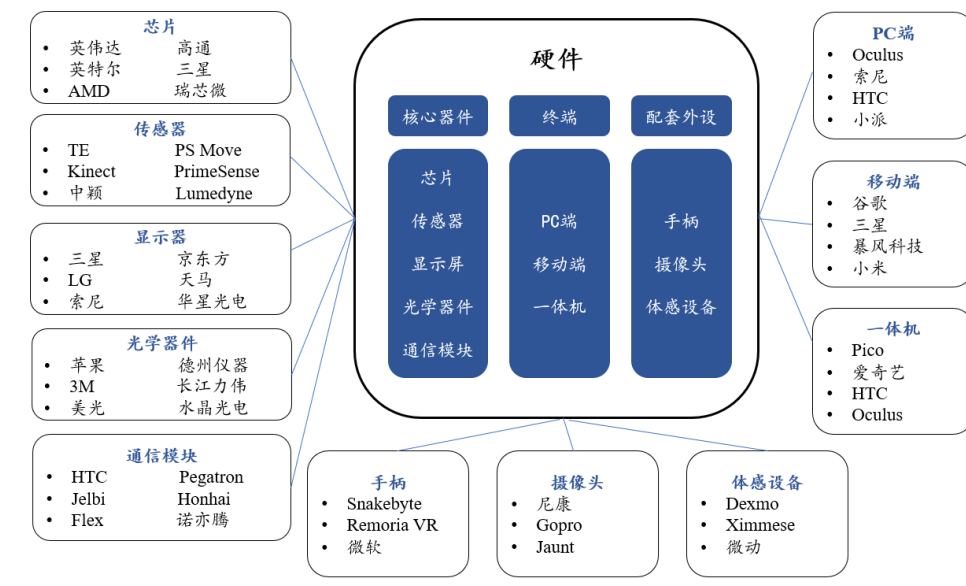 芯片
英伟达 高通
英特尔 三星
AMD 瑞芯微
传感器
TE PS Move
Kinect PrimeSense
中颖 Lumedyne
显示器
三星 京东方
LG 天马
索尼 华星光电
光学器件
苹果 德州仪器
3M 长江力伟
美光 水晶光电
通信模块
HTC Pegatron
Jelbi Honhai
Flex 诺亦腾
硬件
核心器件
芯片
传感器
显示屏
光学器件
通信模块
终端
PC端
移动端
一体机
配套外设
手柄
摄像头
体感设备
PC端
Oculus
索尼
HTC
小派
移动端
谷歌
三星
暴风科技
小米
一体机
Pico
爱奇艺
HTC
Oculus
手柄
Snakebyte
Remoria VR
微软
摄像头
尼康
Gopro
Jaunt
体感设备
Dexmo
Ximmese
微动